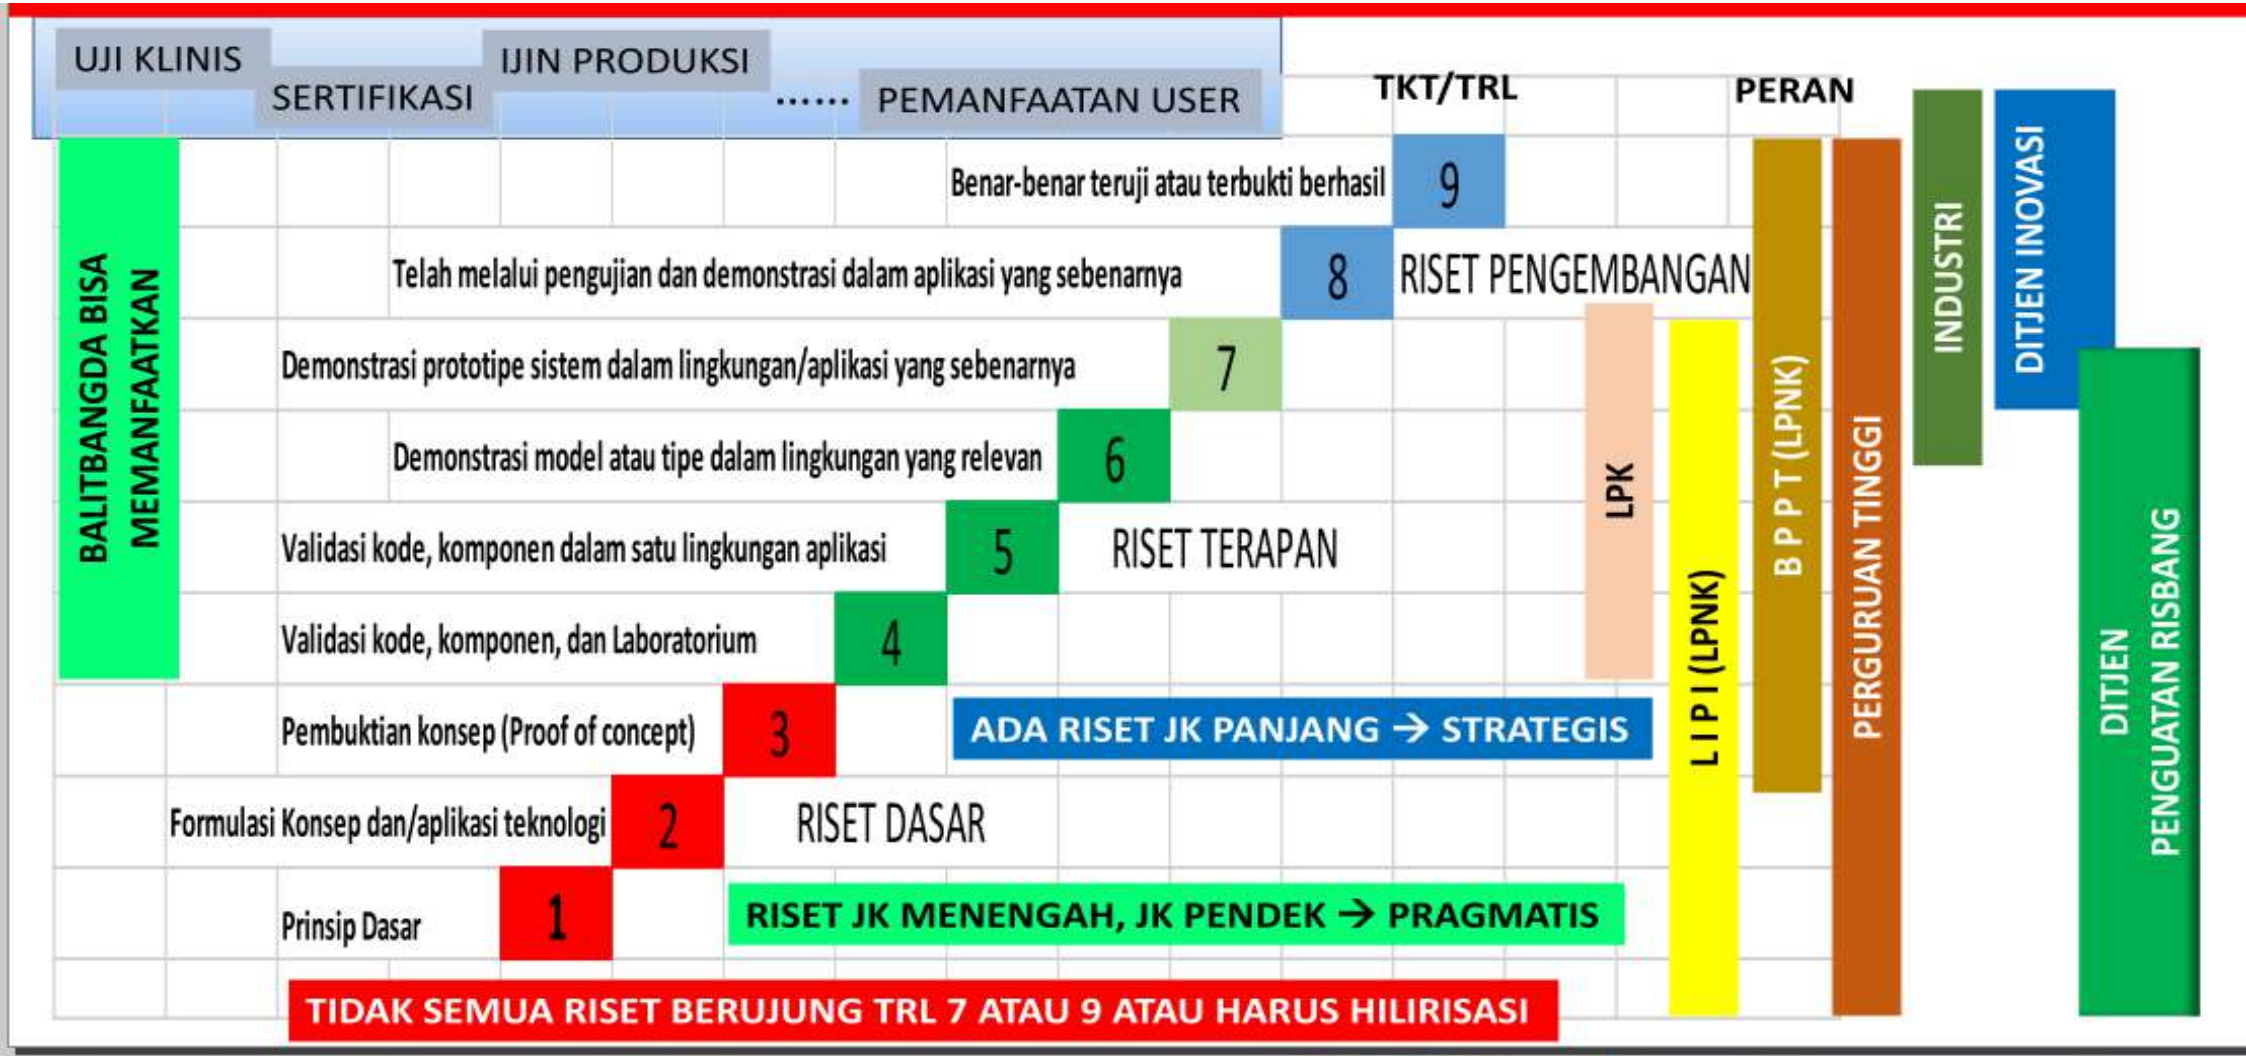 UJI KLINIS
SERTIFIKASI
IJIN PRODUKSI
...... PEMANFAATAN USER
TKT/TRL
PERAN
Benar-benar teruji atau terbukti berhasil
9
Telah melalui pengujian dan demonstrasi dalam aplikasi yang sebenarnya
8
RISET PENGEMBANGAN
Demonstrasi prototipe sistem dalam lingkungan/aplikasi yang sebenarnya
7
Demonstrasi model atau tipe dalam lingkungan yang relevan
6
Validasi kode, komponen dalam satu lingkungan aplikasi
5
RISET TERAPAN
Validasi kode, komponen, dan Laboratorium
4
Pembuktian konsep (Proof of concept)
3
ADA RISET JK PANJANG → STRATEGIS
Formulasi Konsep dan/aplikasi teknologi
2
RISET DASAR
Prinsip Dasar
1
RISET JK MENENGAH, JK PENDEK → PRAGMATIS
TIDAK SEMUA RISET BERUJUNG TRL 7 ATAU 9 ATAU HARUS HILIRISASI
BALITBANGDA BISA
MEMANFAATKAN
LPK
L I P I (LPNK)
B P P T (LPNK)
PERGURUAN TINGGI
INDUSTRI
DITJEN INOVASI
DITJEN
PENGUATAN RISBANG